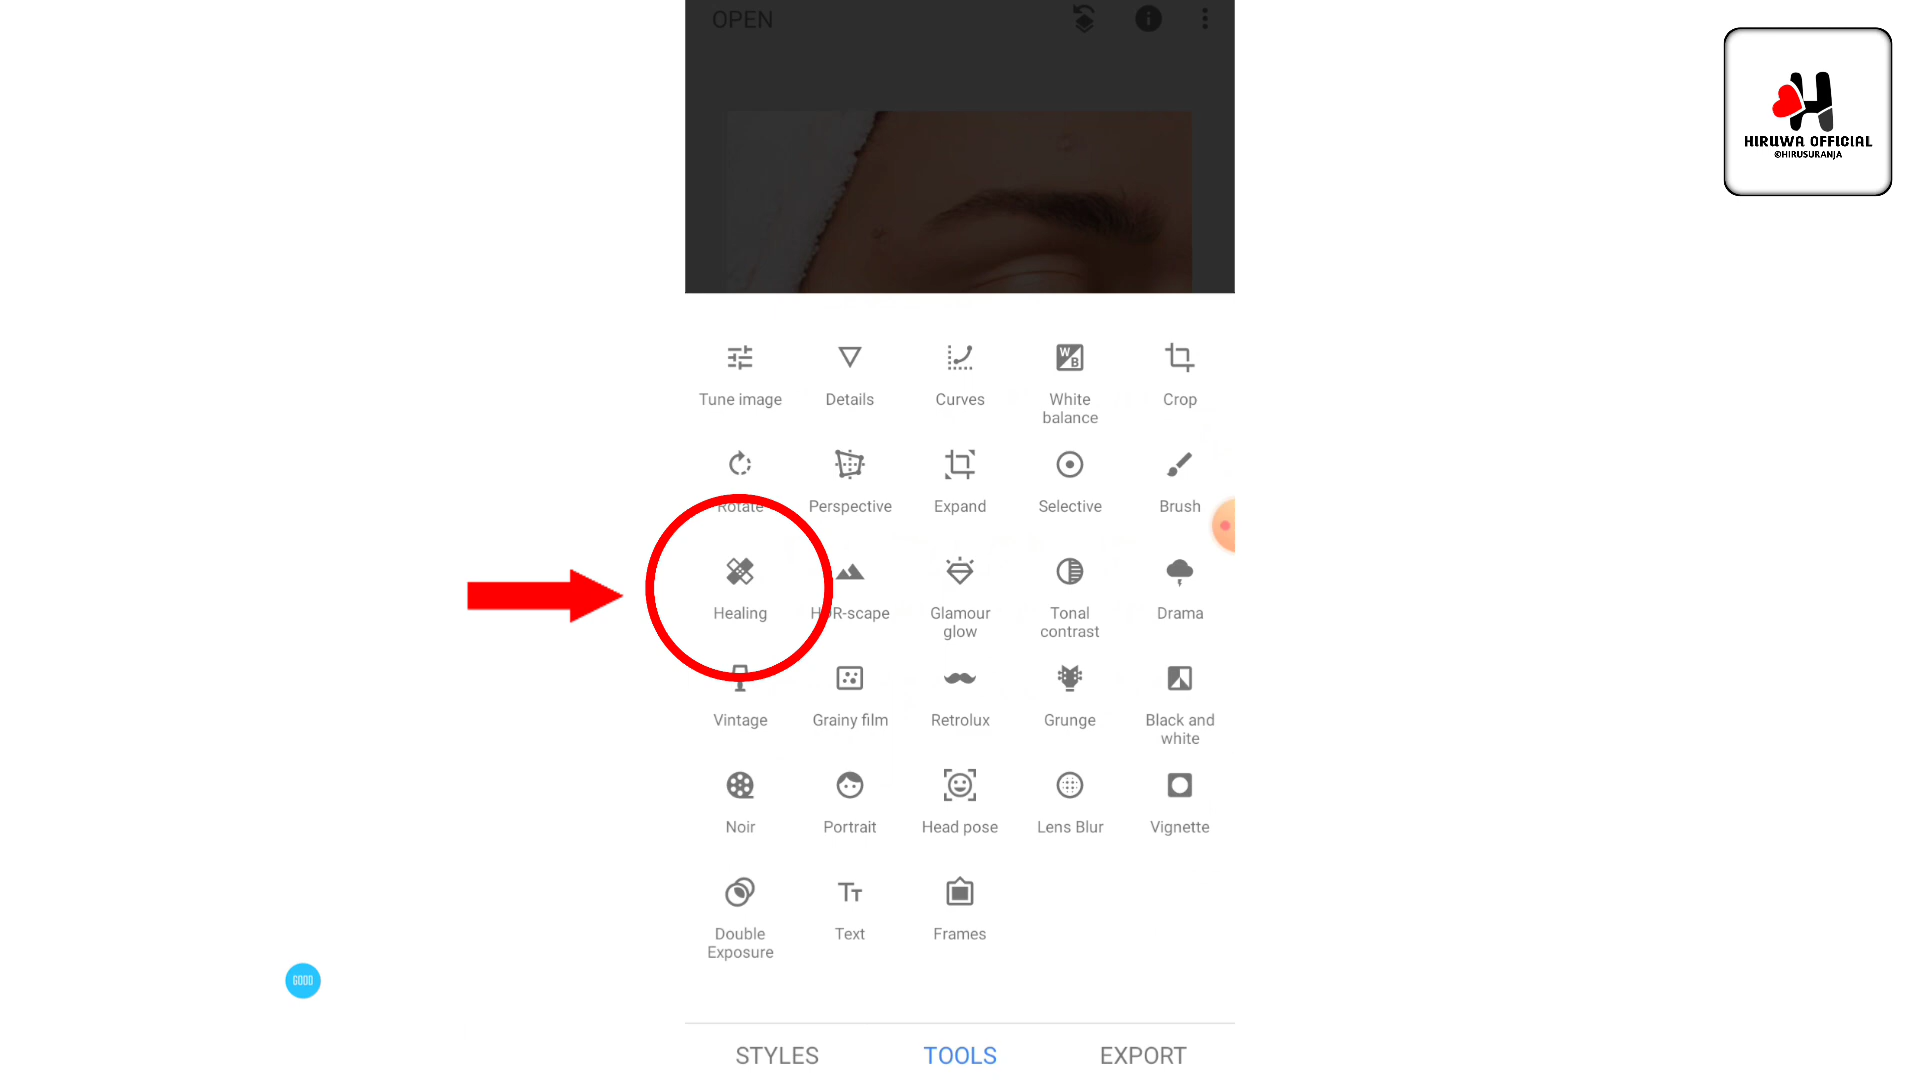 OPEN
HIRUWA OFFICIAL
©HIRUSURANJA
Tune image
Details
Curves
White
balance
Crop
Rotate
Perspective
Expand
Selective
Brush
Healing
HDR-scape
Glamour
glow
Tonal
contrast
Drama
Vintage
Grainy film
Retrolux
Grunge
Black and
white
Noir
Portrait
Head pose
Lens Blur
Vignette
Double
Exposure
Text
Frames
GOOD
STYLES
TOOLS
EXPORT